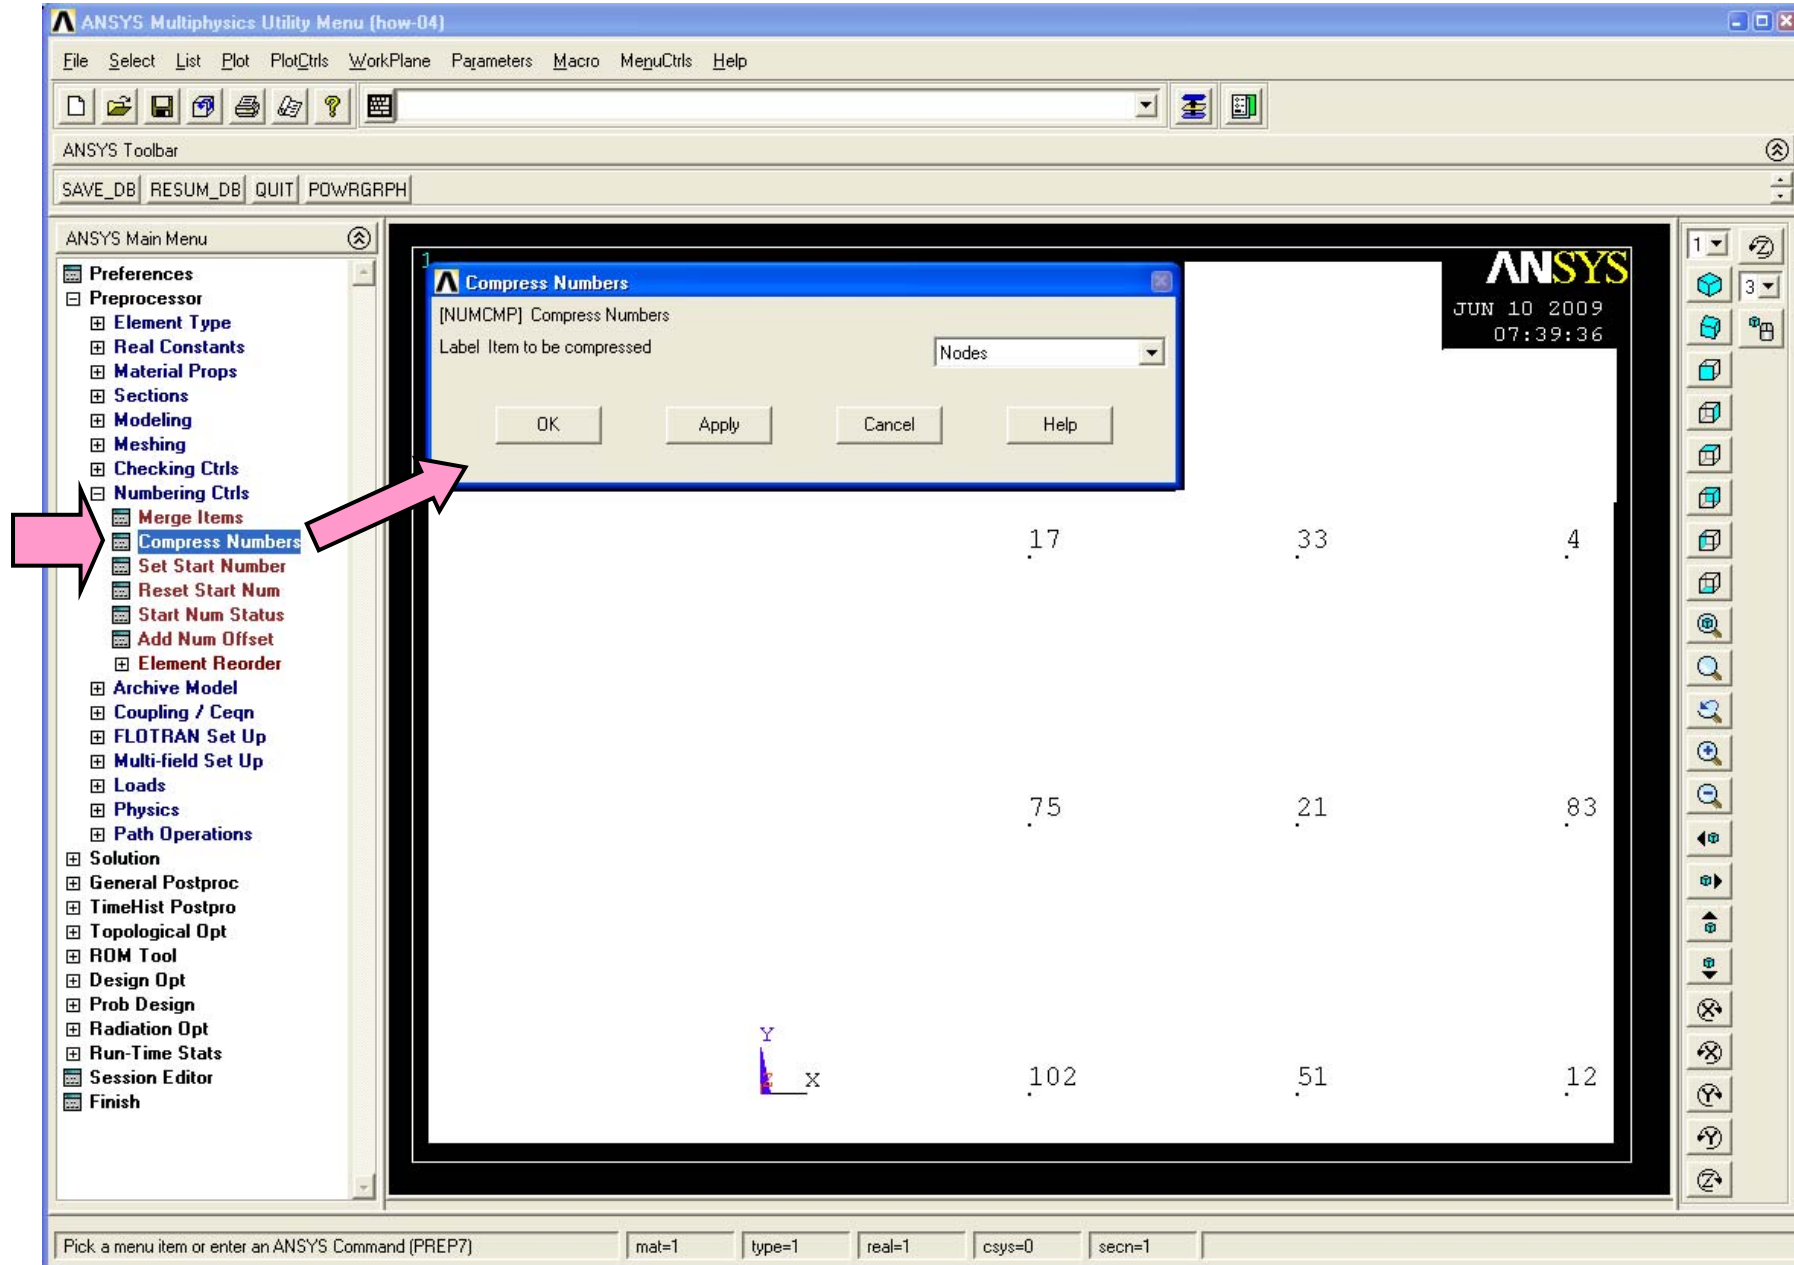 ANSYS Multiphysics Utility Menu (how-04)
File Select List Plot PlotCtrls WorkPlane Parameters Macro MenuCtrls Help
ANSYS Toolbar
SAVE_DB RESUM_DB QUIT POWRGRPH
ANSYS Main Menu
Preferences
Preprocessor
Element Type
Real Constants
Material Props
Sections
Modeling
Meshing
Checking Ctrls
Numbering Ctrls
Merge Items
Compress Numbers
Set Start Number
Reset Start Num
Start Num Status
Add Num Offset
Element Reorder
Archive Model
Coupling / Ceqn
FLOTRAN Set Up
Multi-field Set Up
Loads
Physics
Path Operations
Solution
General Postproc
TimeHist Postpro
Topological Opt
ROM Tool
Design Opt
Prob Design
Radiation Opt
Run-Time Stats
Session Editor
Finish
1
Compress Numbers
[NUMCMP] Compress Numbers
Label Item to be compressed
Nodes
OK Apply Cancel Help
ANSYS
JUN 10 2009
07:39:36
17 33 4
75 21 83
Y
Z X
102 51 12
1
3
Pick a menu item or enter an ANSYS Command (PREP7) mat=1 type=1 real=1 csys=0 secn=1